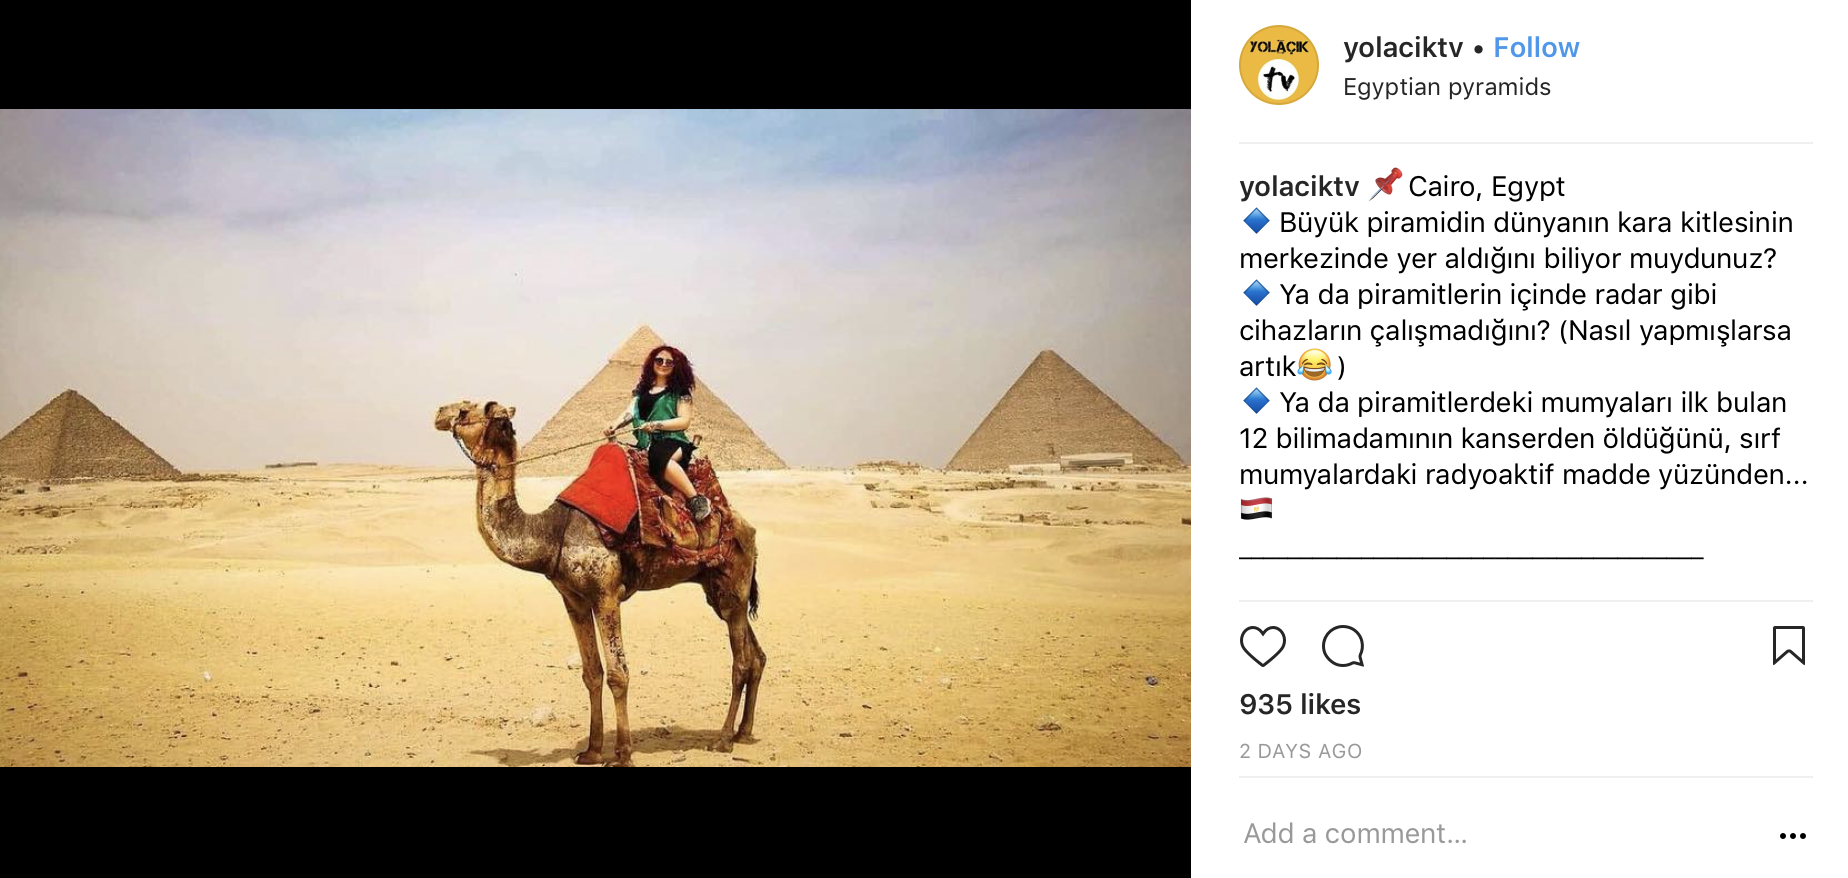 YOLAÇIK
tv
yolaciktv • Follow
Egyptian pyramids
yolaciktv 📌 Cairo, Egypt
🔷 Büyük piramidin dünyanın kara kitlesinin
merkezinde yer aldığını biliyor muydunuz?
🔷 Ya da piramitlerin içinde radar gibi
cihazların çalışmadığını? (Nasıl yapmışlarsa
artık😂)
🔷 Ya da piramitlerdeki mumyaları ilk bulan
12 bilimadamının kanserden öldüğünü, sırf
mumyalardaki radyoaktif madde yüzünden...
🇪🇬
935 likes
2 DAYS AGO
Add a comment...